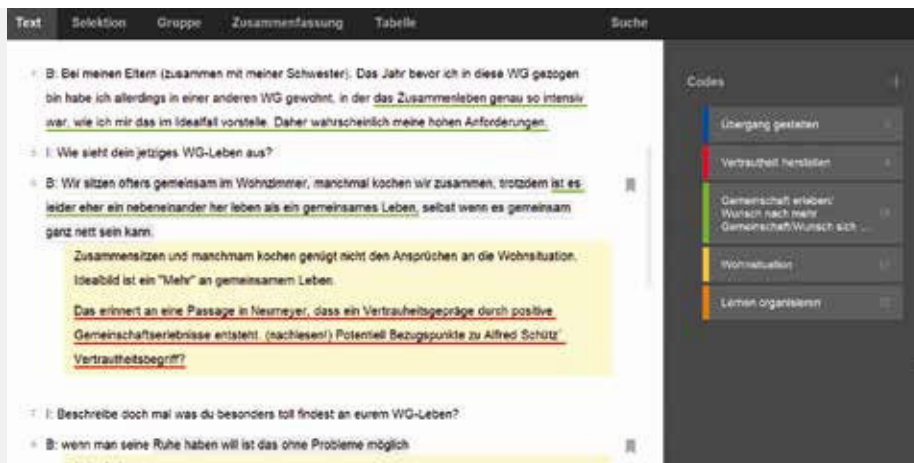 Text Selektion Gruppe Zusammenfassung Tabelle Suche
B: Bei meinen Eltern (zusammen mit meiner Schwester). Das Jahr bevor ich in diese WG gezogen
bin habe ich allerdings in einer anderen WG gewohnt, in der das Zusammenleben genau so intensiv
war, wie ich mir das im Idealfall vorstelle. Daher wahrscheinlich meine hohen Anforderungen.
I: Wie sieht dein jetziges WG-Leben aus?
B: Wir sitzen öfters gemeinsam im Wohnzimmer, manchmal kochen wir zusammen, trotzdem ist es
leider eher ein nebeneinander her leben als ein gemeinsames Leben, selbst wenn es gemeinsam
ganz nett sein kann.
Zusammensitzen und manchmam kochen genügt nicht den Ansprüchen an die Wohnsituation.
Idealbild ist ein "Mehr" an gemeinsamem Leben.
Das erinnert an eine Passage in Neumeyer, dass ein Vertrauheitsgepräge durch positive
Gemeinschaftserlebnisse entsteht. (nachlesen!) Potentiell Bezugspunkte zu Alfred Schütz'
Vertrautheitsbegriff?
I: Beschreibe doch mal was du besonders toll findest an eurem WG-Leben?
B: wenn man seine Ruhe haben will ist das ohne Probleme möglich
Codes
Übergang gestalten
Vertrautheit herstellen
Gemeinschaft erleben/
Wunsch nach mehr
Gemeinschaft/Wunsch sich ...
Wohnsituation
Lernen organisieren